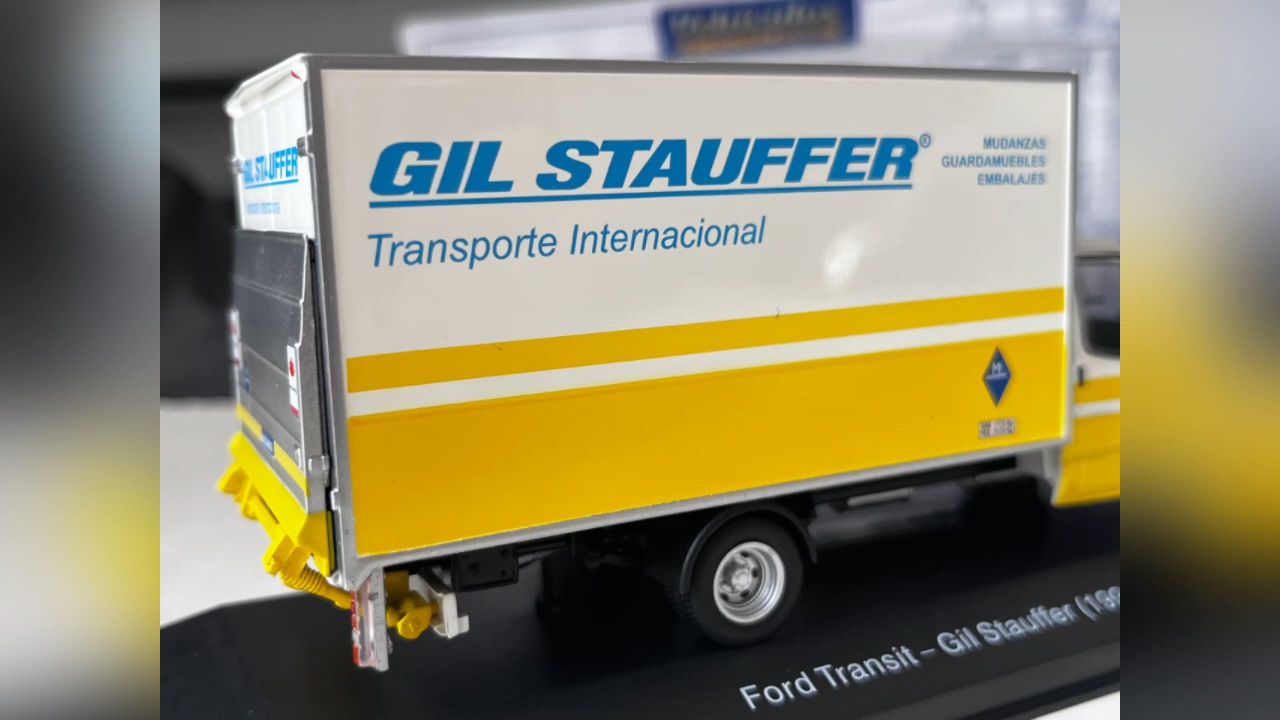 GIL STAUFFER®
MUDANZAS
GUARDAMUEBLES
EMBALAJES
Transporte Internacional
GIL STAUFFER
M
Ford Transit – Gil Stauffer